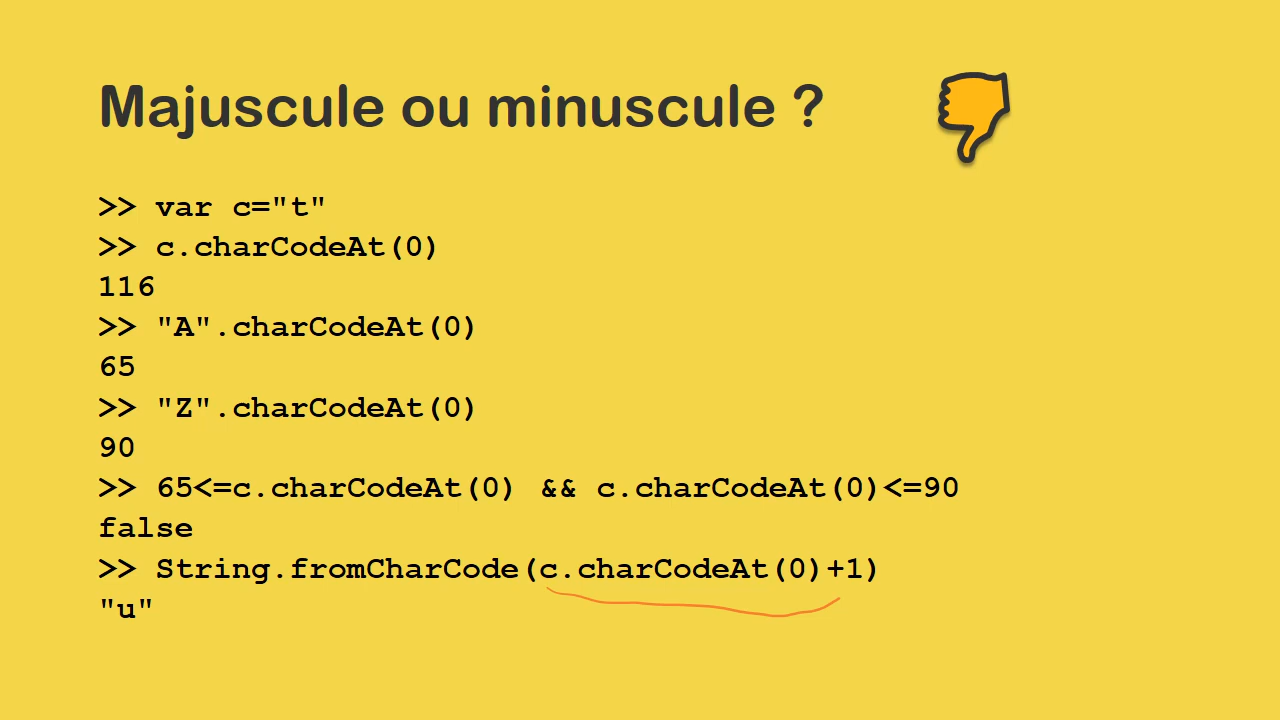 Majuscule ou minuscule ?
>> var c="t"
>> c.charCodeAt(0)
116
>> "A".charCodeAt(0)
65
>> "Z".charCodeAt(0)
90
>> 65<=c.charCodeAt(0) && c.charCodeAt(0)<=90
false
>> String.fromCharCode(c.charCodeAt(0)+1)
"u"